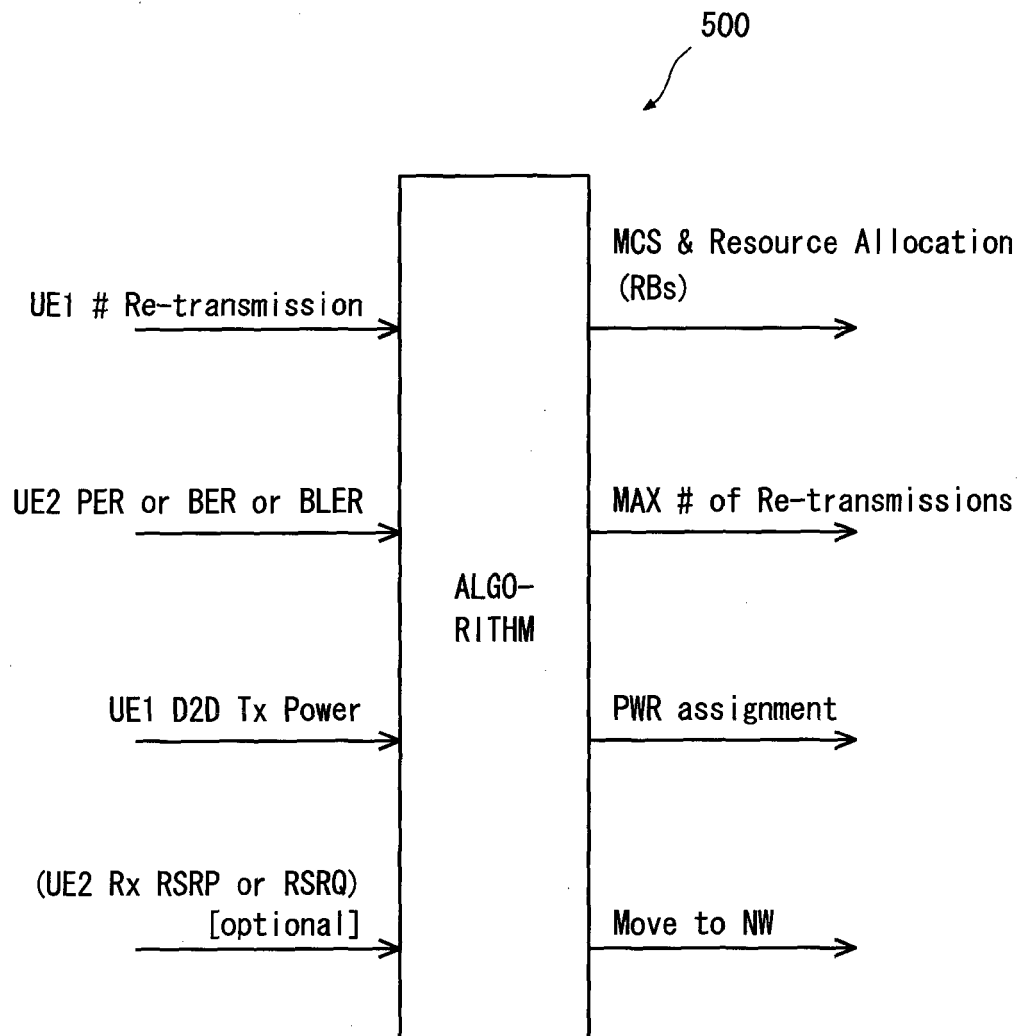 500
MCS & Resource Allocation
(RBs)
UE1 # Re-transmission
UE2 PER or BER or BLER
MAX # of Re-transmissions
ALGO-
RITHM
UE1 D2D Tx Power
PWR assignment
(UE2 Rx RSRP or RSRQ)
[optional]
Move to NW